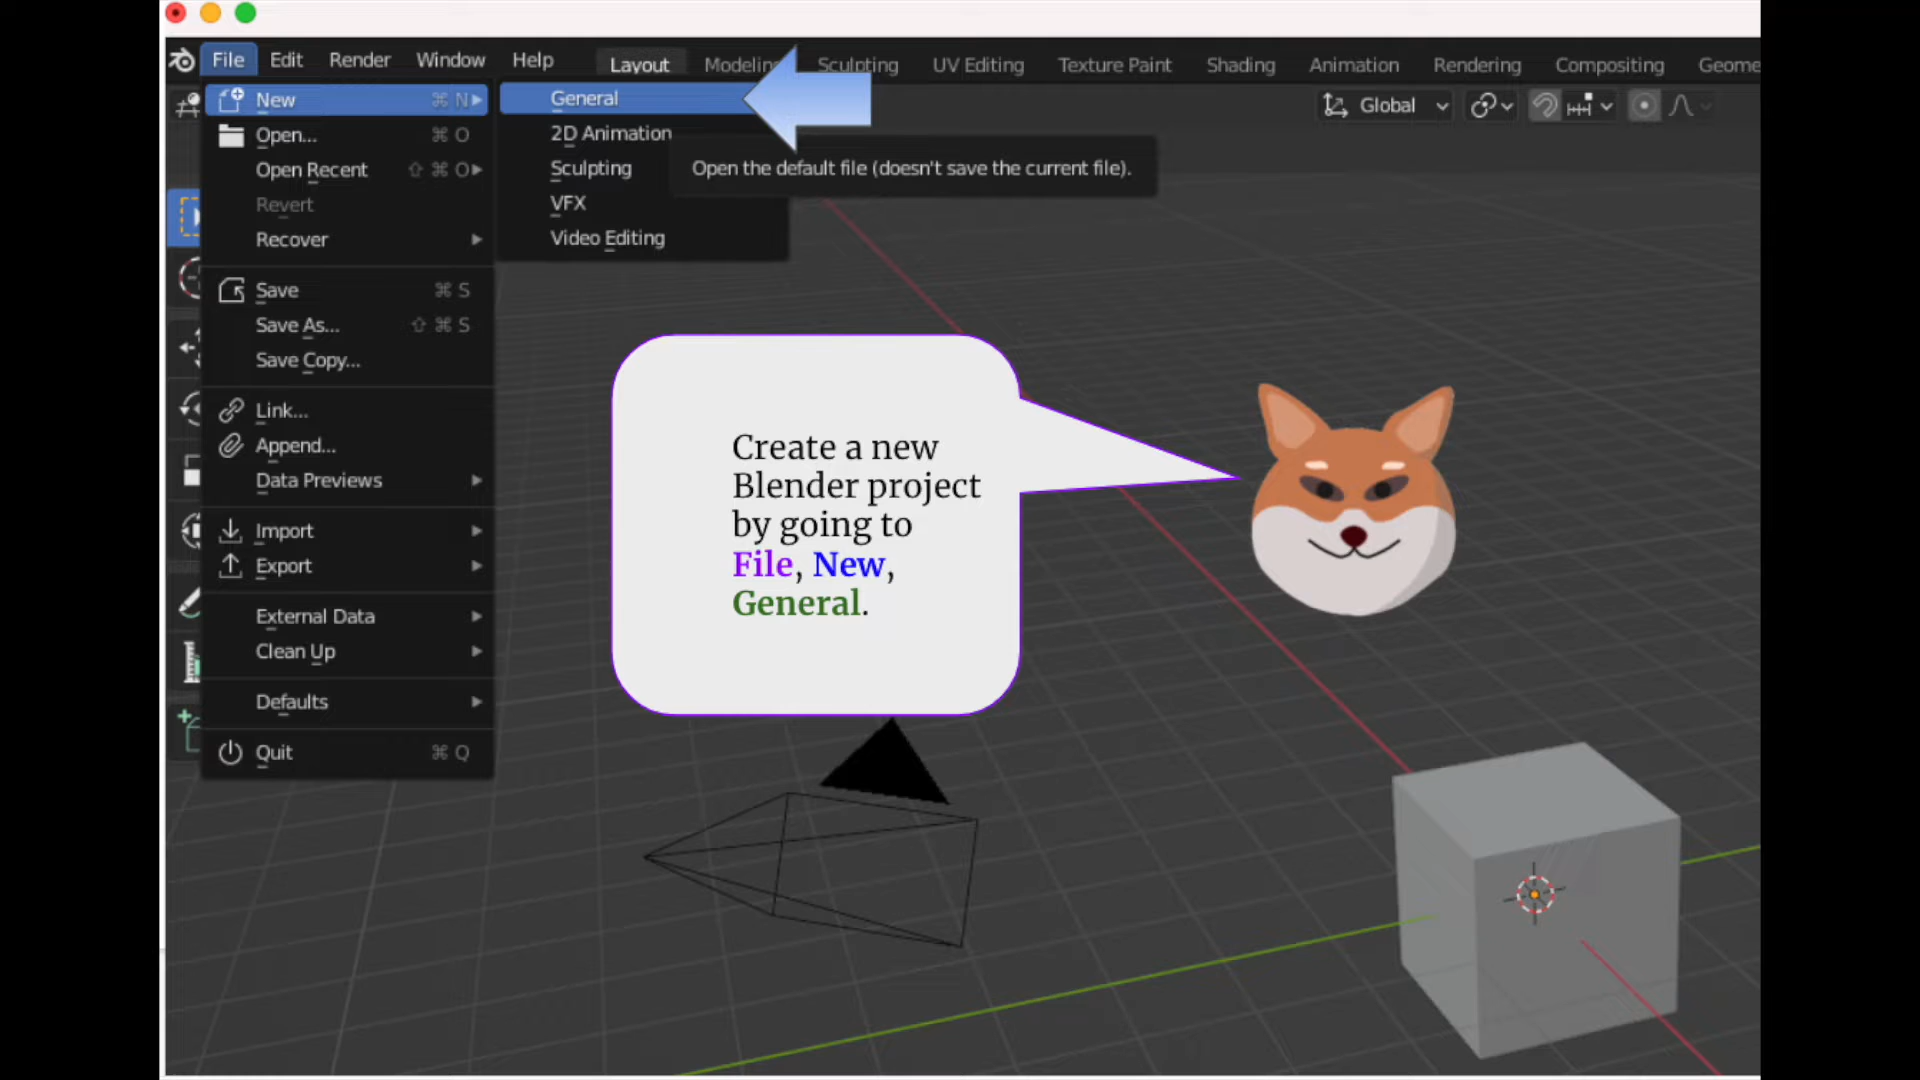 File Edit Render Window Help Layout Modeling Sculpting UV Editing Texture Paint Shading Animation Rendering Compositing Geome
New ⌘ N
General
Global
Open... ⌘ O
2D Animation
Open Recent ⇧ ⌘ O
Sculpting
Open the default file (doesn't save the current file).
Revert
VFX
Recover
Video Editing
Save ⌘ S
Save As... ⇧ ⌘ S
Save Copy...
Link...
Append...
Data Previews
Import
Export
External Data
Clean Up
Defaults
Quit ⌘ Q
Create a new
Blender project
by going to
File, New,
General.